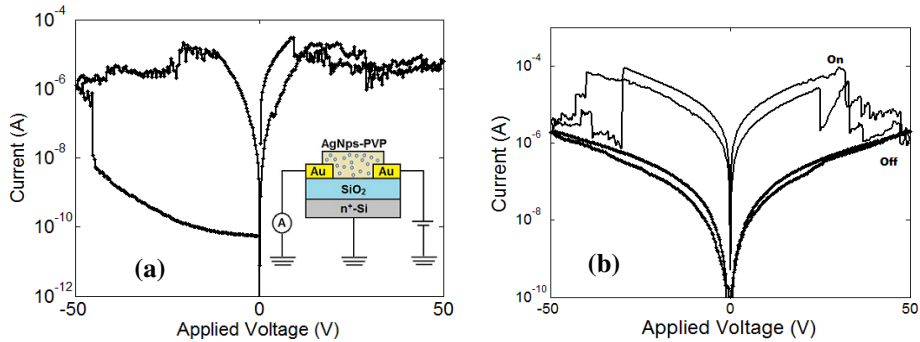 10⁻⁴
10⁻⁶
10⁻⁸
10⁻¹⁰
10⁻¹²
Current (A)
-50
0
50
Applied Voltage (V)
(a)
AgNps-PVP
Au
Au
SiO₂
n⁺-Si
A
10⁻⁴
10⁻⁶
10⁻⁸
10⁻¹⁰
Current (A)
-50
0
50
Applied Voltage (V)
On
Off
(b)